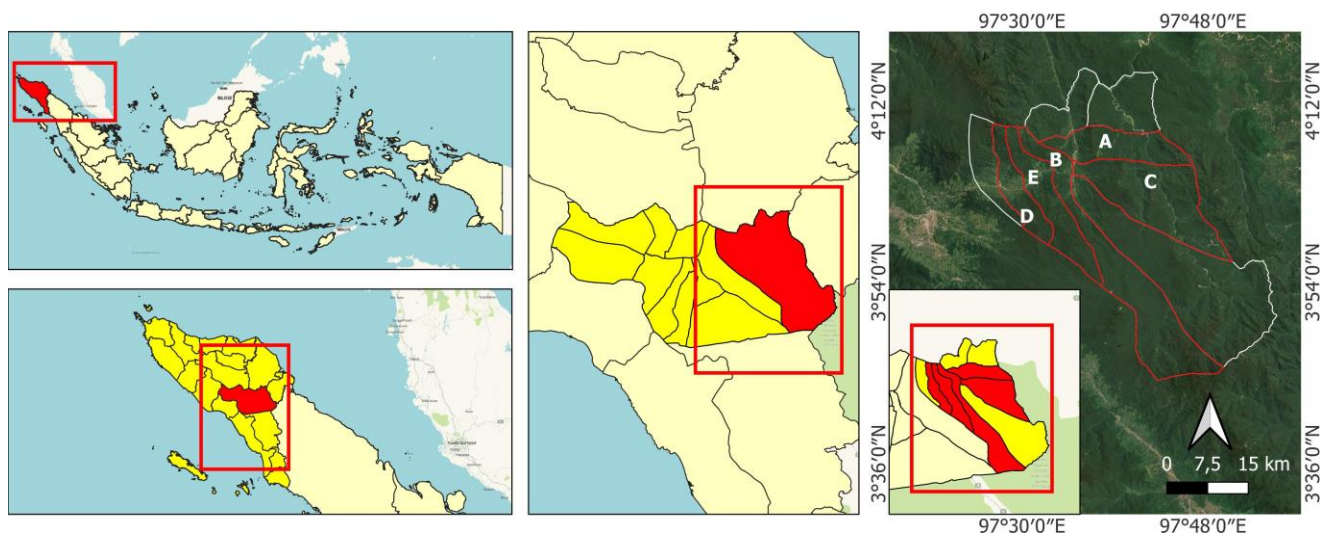 97°30′0″E 97°48′0″E
4°12′0″N
3°54′0″N
3°36′0″N
A
B
C
E
D
4°12′0″N
3°54′0″N
3°36′0″N
0 7,5 15 km
97°30′0″E 97°48′0″E